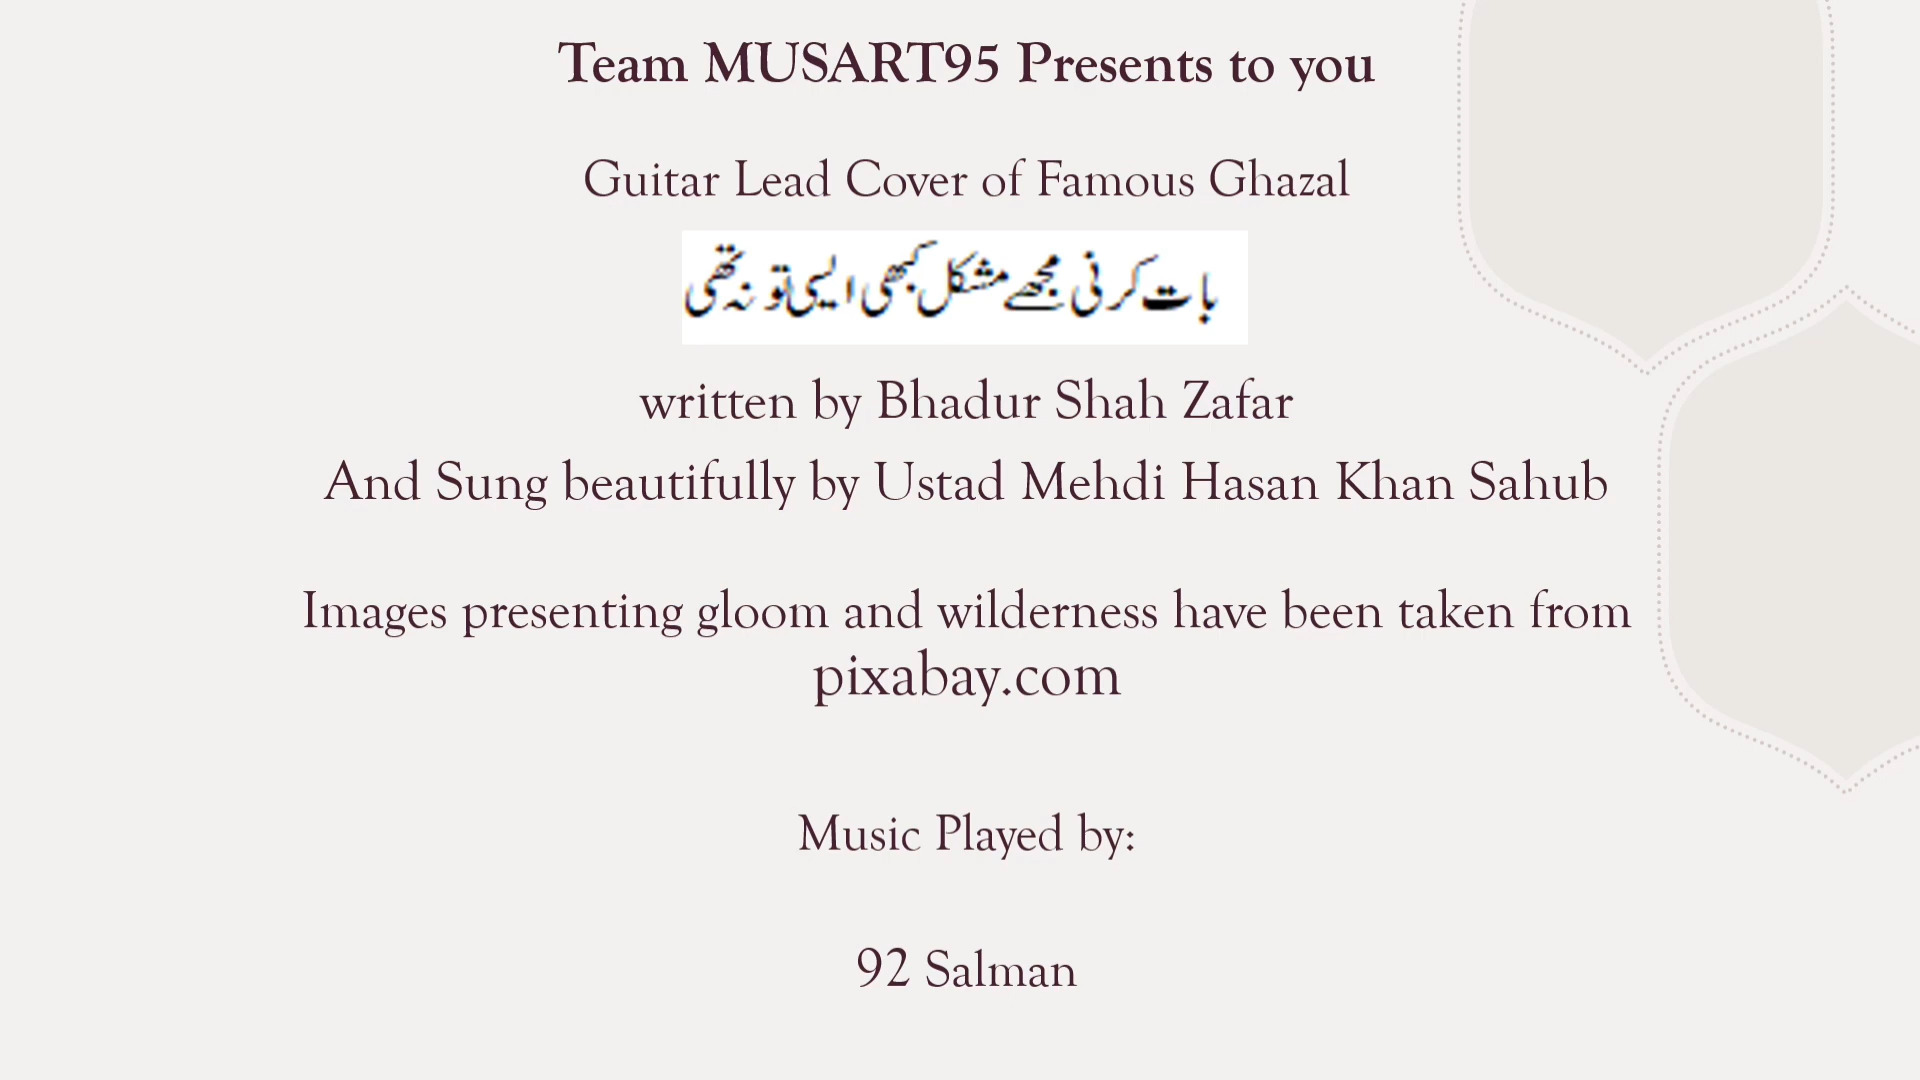 Team MUSART95 Presents to you
Guitar Lead Cover of Famous Ghazal
بات کرنی مجھے مشکل کبھی ایسی تو نہ تھی
written by Bhadur Shah Zafar
And Sung beautifully by Ustad Mehdi Hasan Khan Sahub
Images presenting gloom and wilderness have been taken from
pixabay.com
Music Played by:
92 Salman